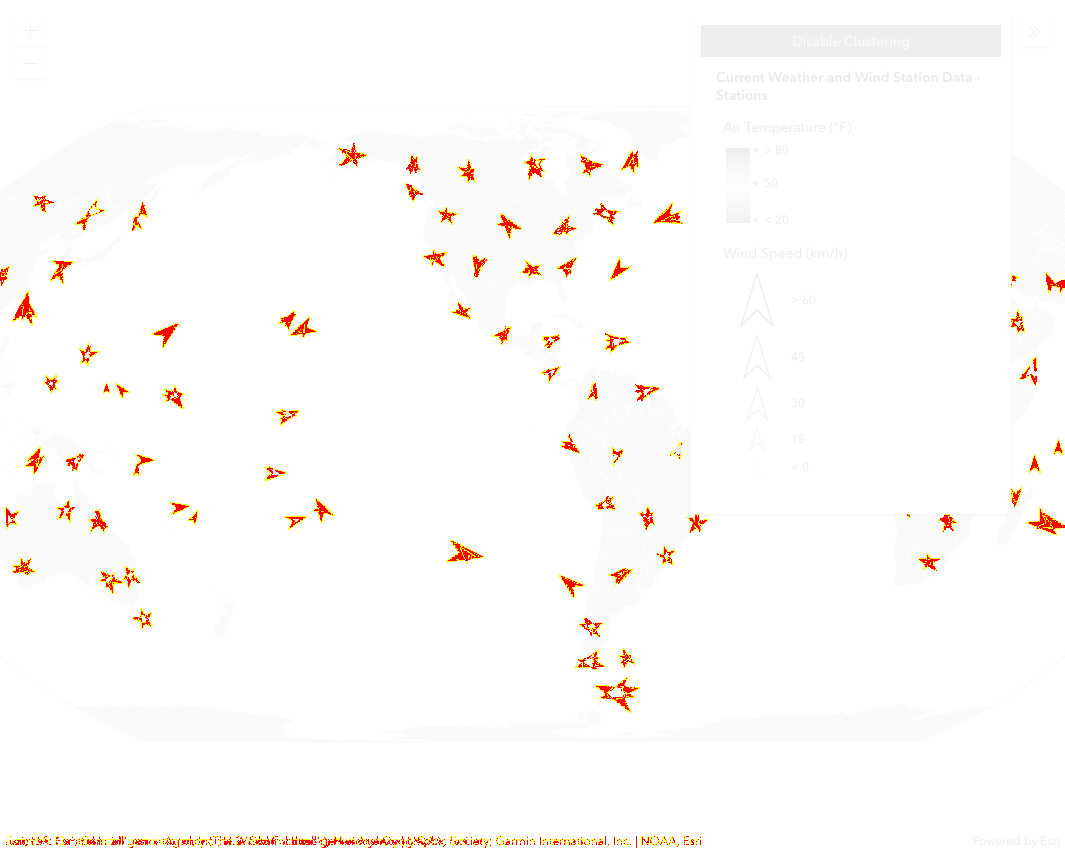 +
Disable Clustering
Current Weather and Wind Station Data -
Stations
Air Temperature (°F)
> 80
50
< 20
Wind Speed (km/h)
> 60
45
30
15
< 0
Society; Garmin International, Inc. | NOAA, Esri
Powered by Esri